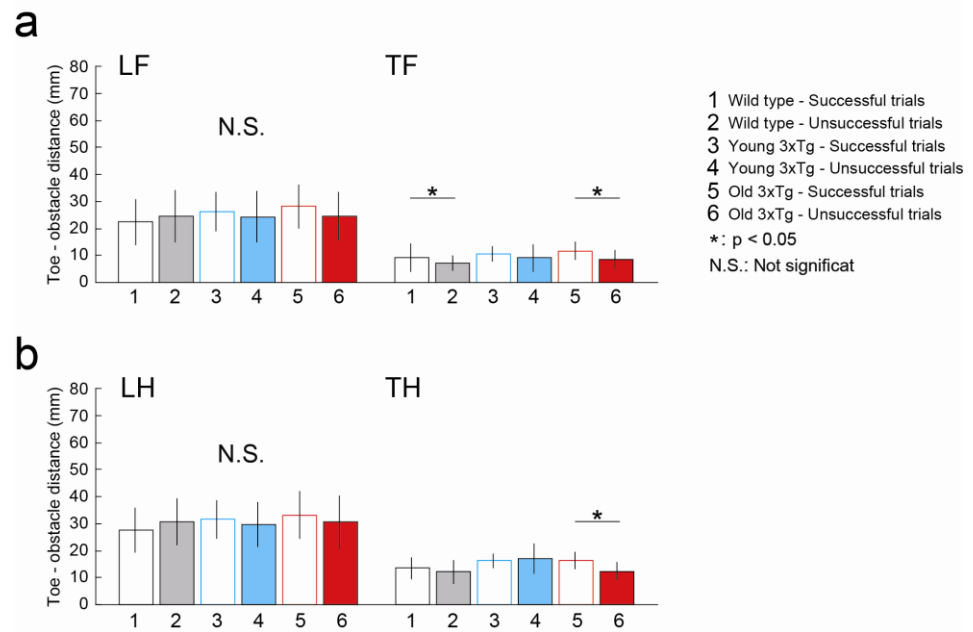 a
LF
TF
Toe - obstacle distance (mm)
80
70
60
50
40
30
20
10
0
N.S.
*
*
1 2 3 4 5 6
1 2 3 4 5 6
1 Wild type - Successful trials
2 Wild type - Unsuccessful trials
3 Young 3xTg - Successful trials
4 Young 3xTg - Unsuccessful trials
5 Old 3xTg - Successful trials
6 Old 3xTg - Unsuccessful trials
*: p < 0.05
N.S.: Not significat
b
LH
TH
Toe - obstacle distance (mm)
80
70
60
50
40
30
20
10
0
N.S.
*
1 2 3 4 5 6
1 2 3 4 5 6